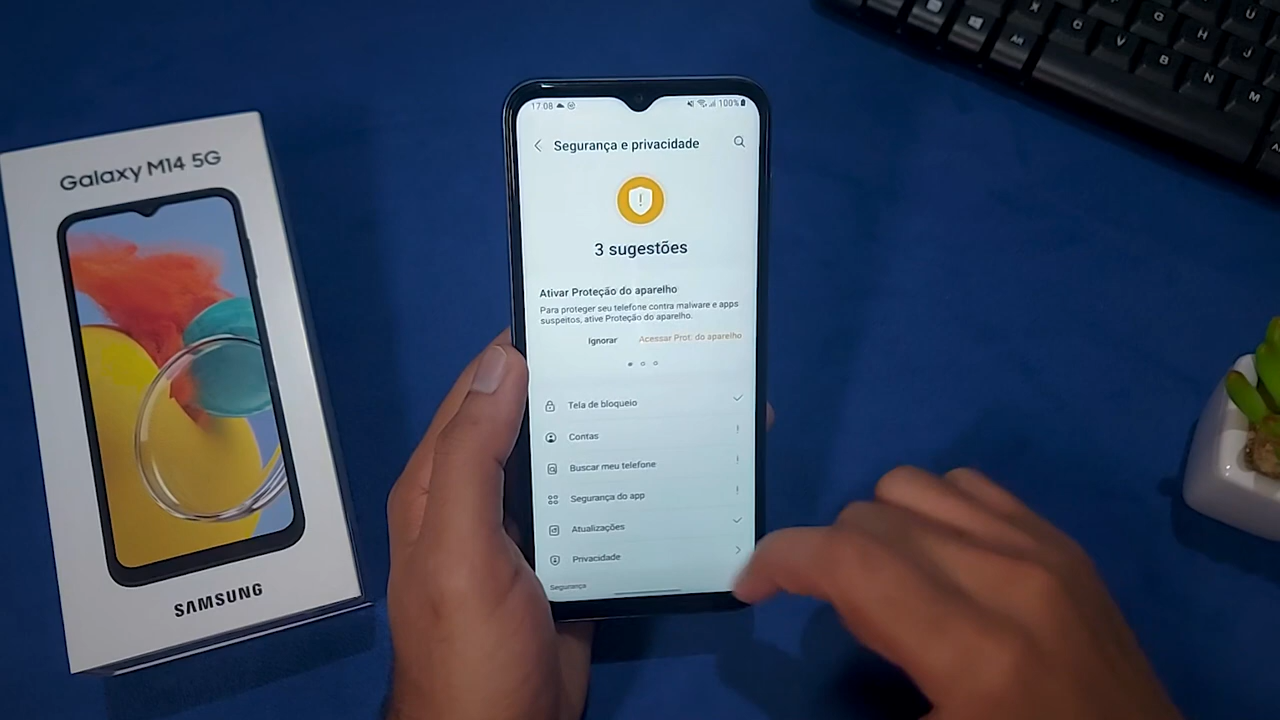 Galaxy M14 5G
SAMSUNG
17:08
100%
Segurança e privacidade
3 sugestões
Ativar Proteção do aparelho
Para proteger seu telefone contra malware e apps
suspeitos, ative Proteção do aparelho.
Ignorar
Acessar Prot. do aparelho
Tela de bloqueio
Contas
Buscar meu telefone
Segurança do app
Atualizações
Privacidade
Segurança
U
G
H
J
X
C
V
B
N
M
Alt